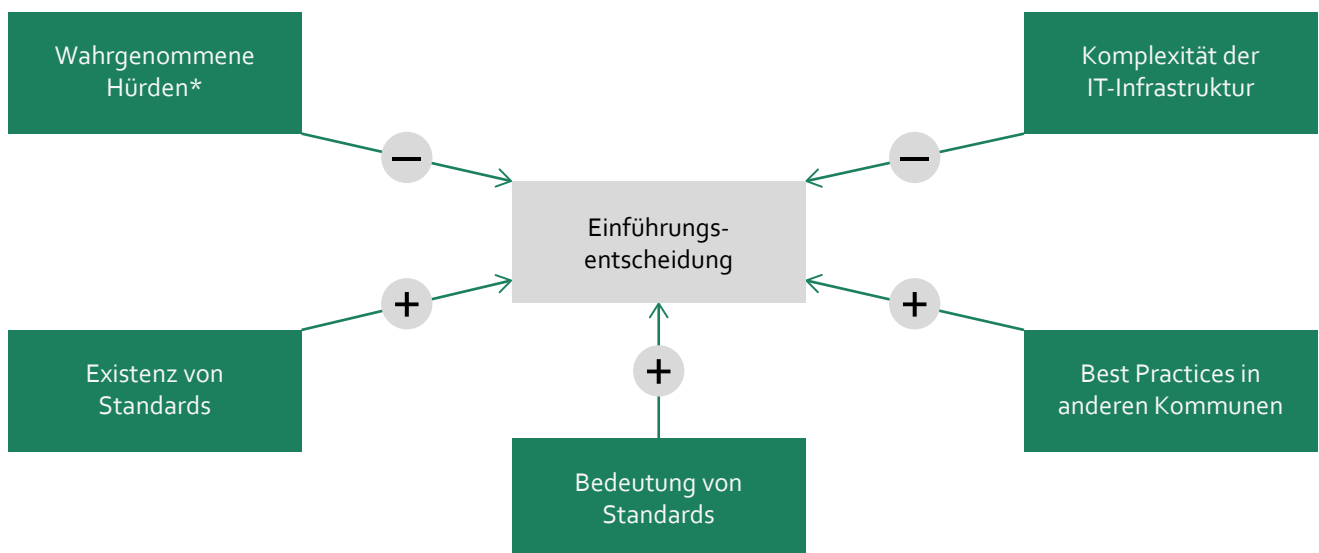 Wahrgenommene
Hürden*
Komplexität der
IT-Infrastruktur
−
−
Einführungs-
entscheidung
+
+
Existenz von
Standards
+
Best Practices in
anderen Kommunen
Bedeutung von
Standards